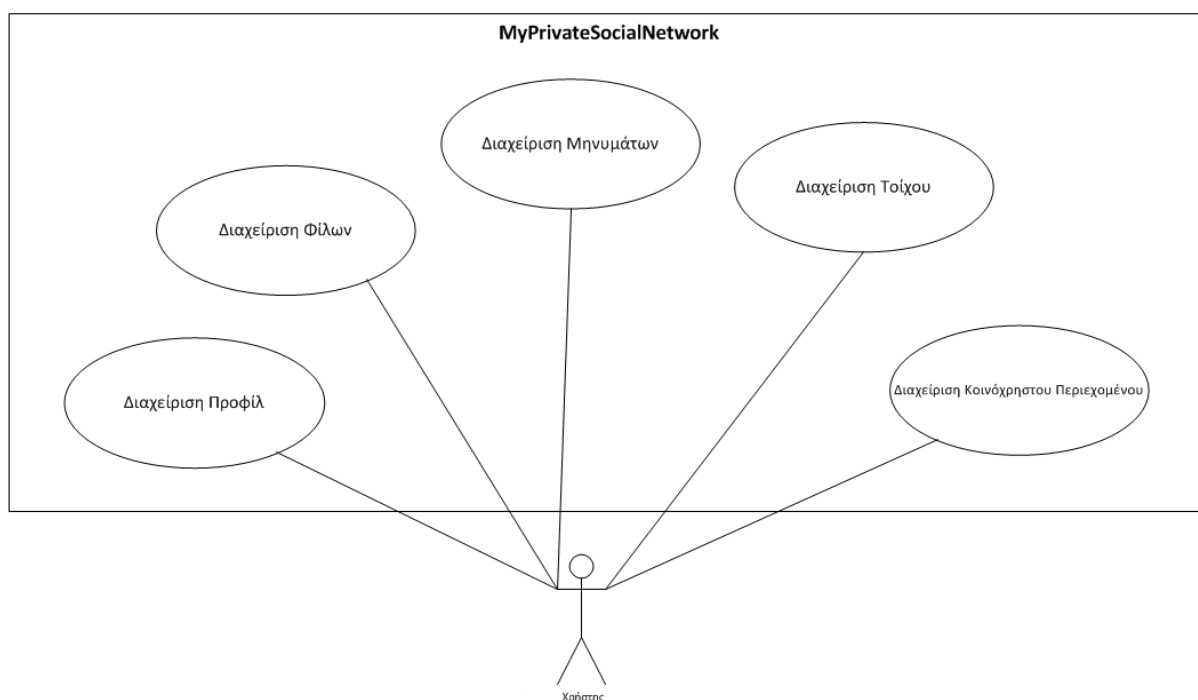 MyPrivateSocialNetwork
Διαχείριση Μηνυμάτων
Διαχείριση Τοίχου
Διαχείριση Φίλων
Διαχείριση Προφίλ
Διαχείριση Κοινόχρηστου Περιεχομένου
Χρήστης